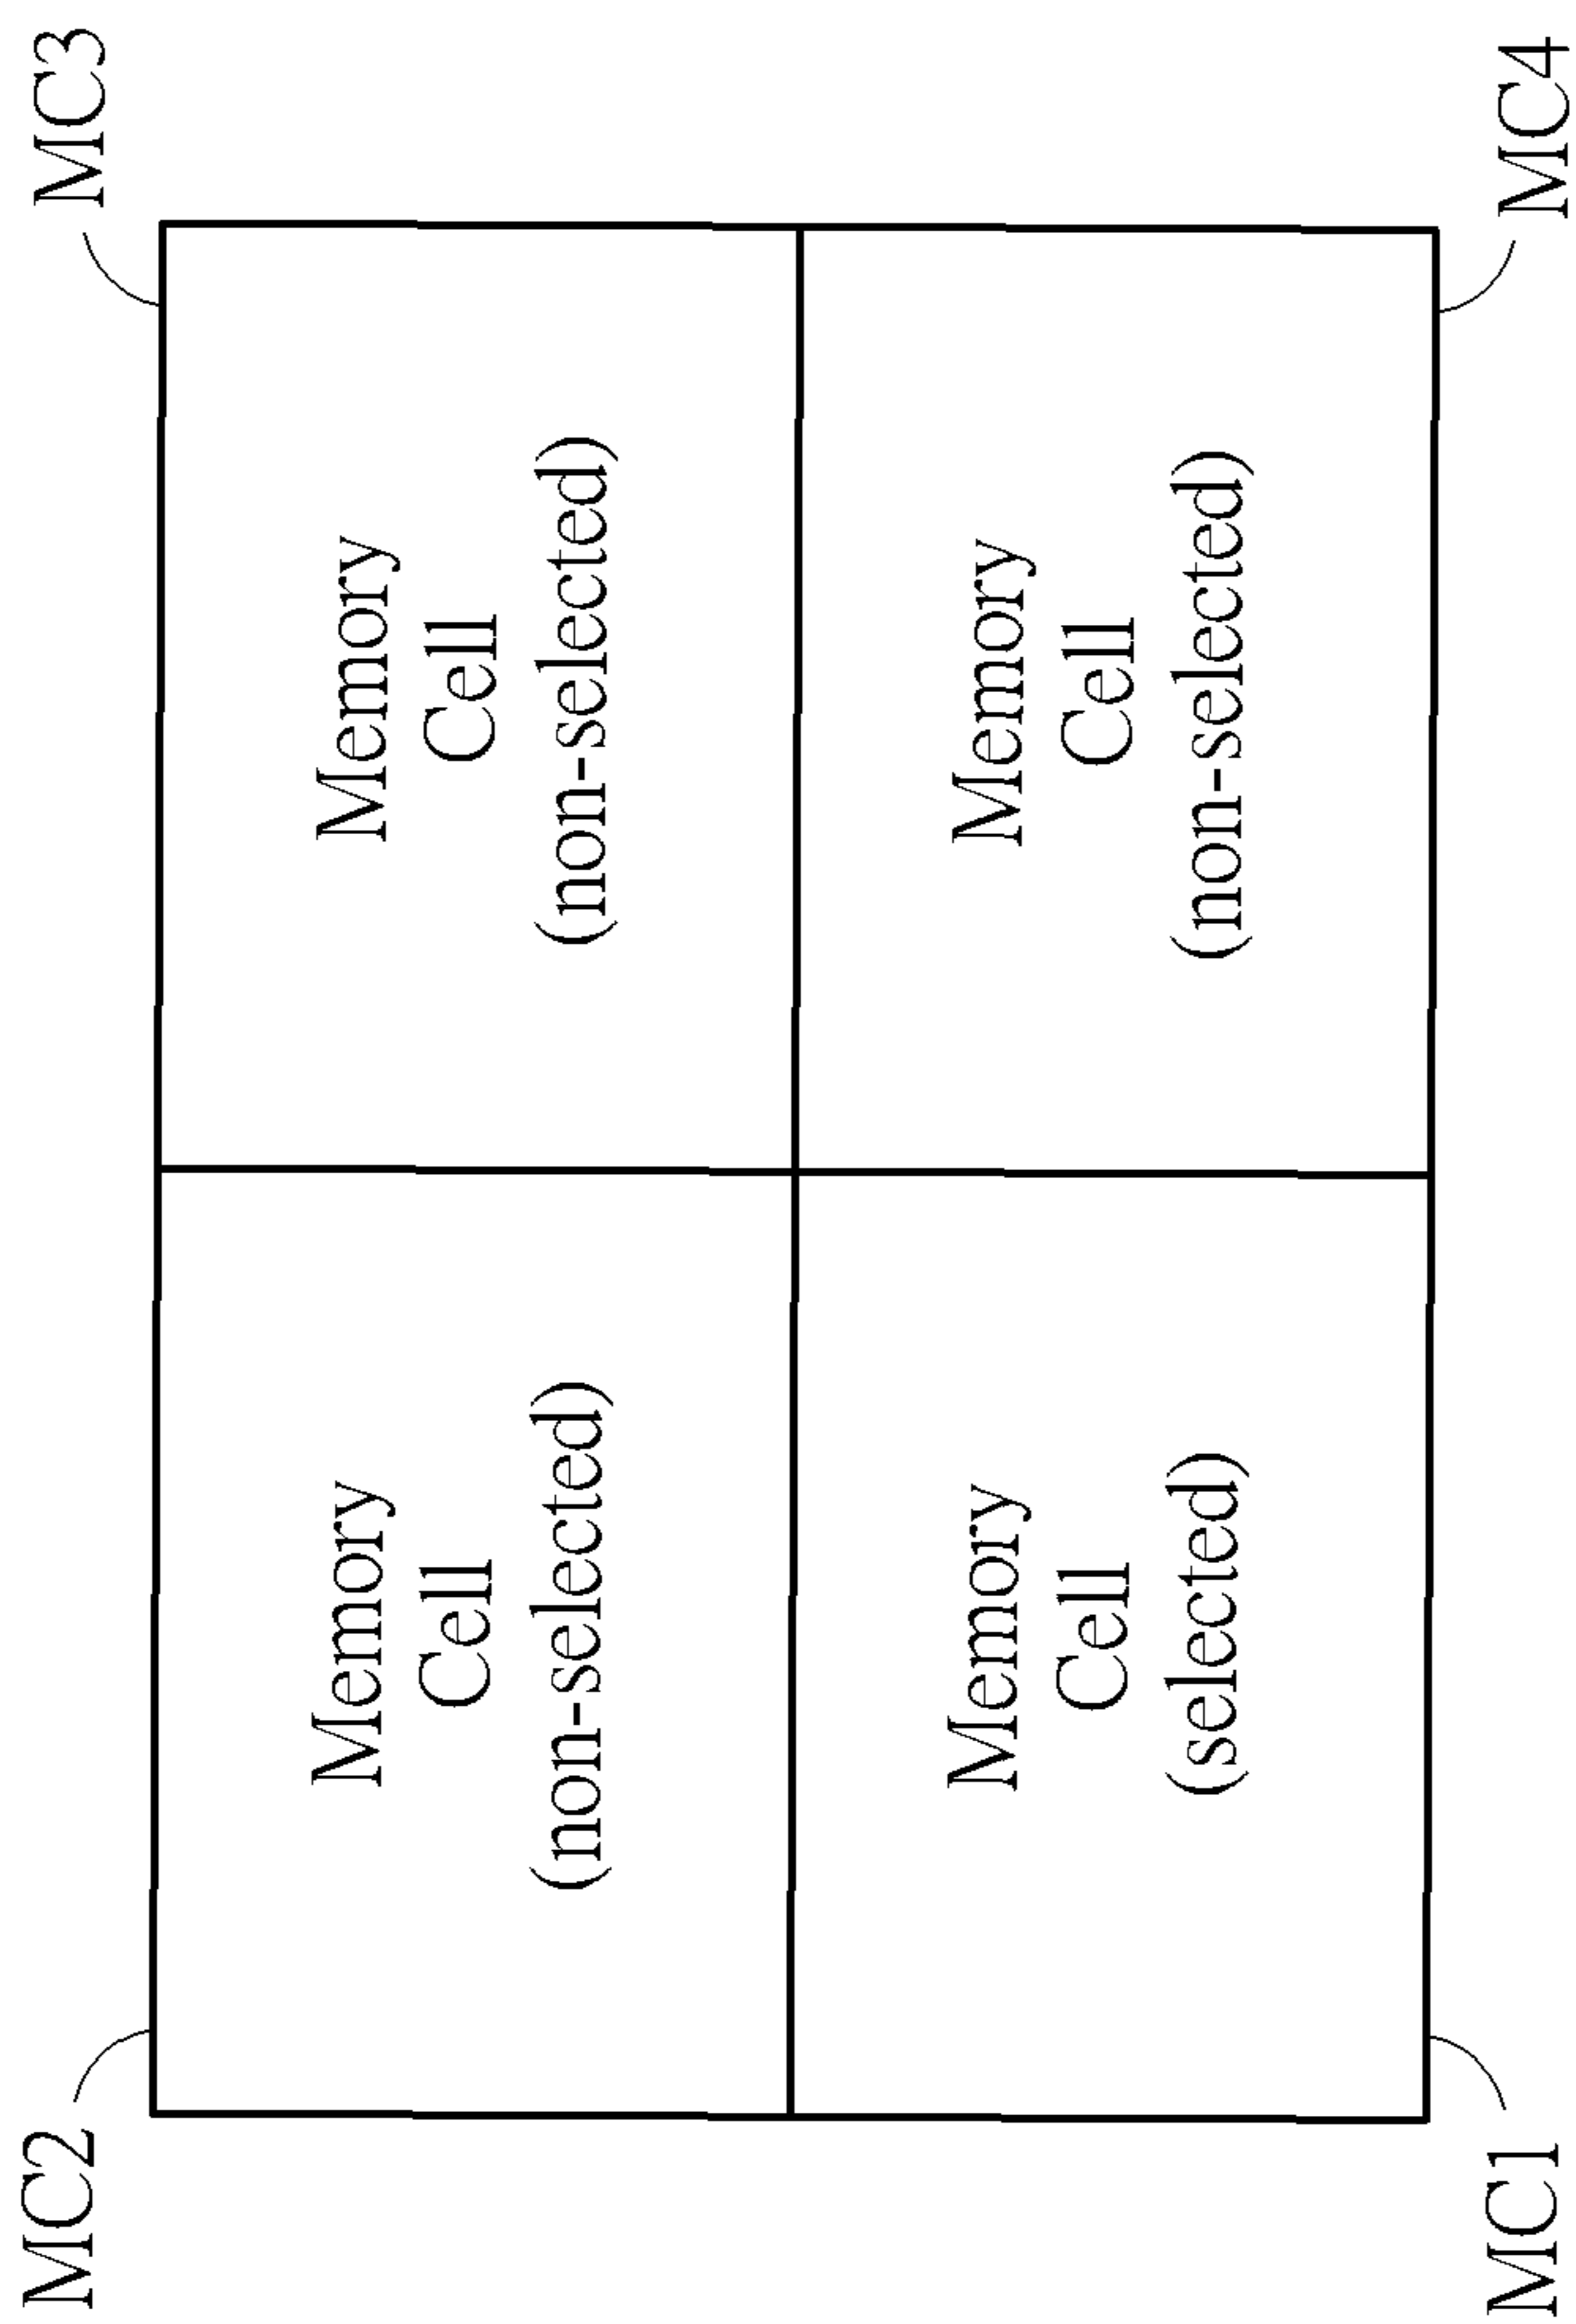 MC2
MC3
Memory
Cell
(non-selected)
Memory
Cell
(non-selected)
Memory
Cell
(selected)
Memory
Cell
(non-selected)
MC1
MC4